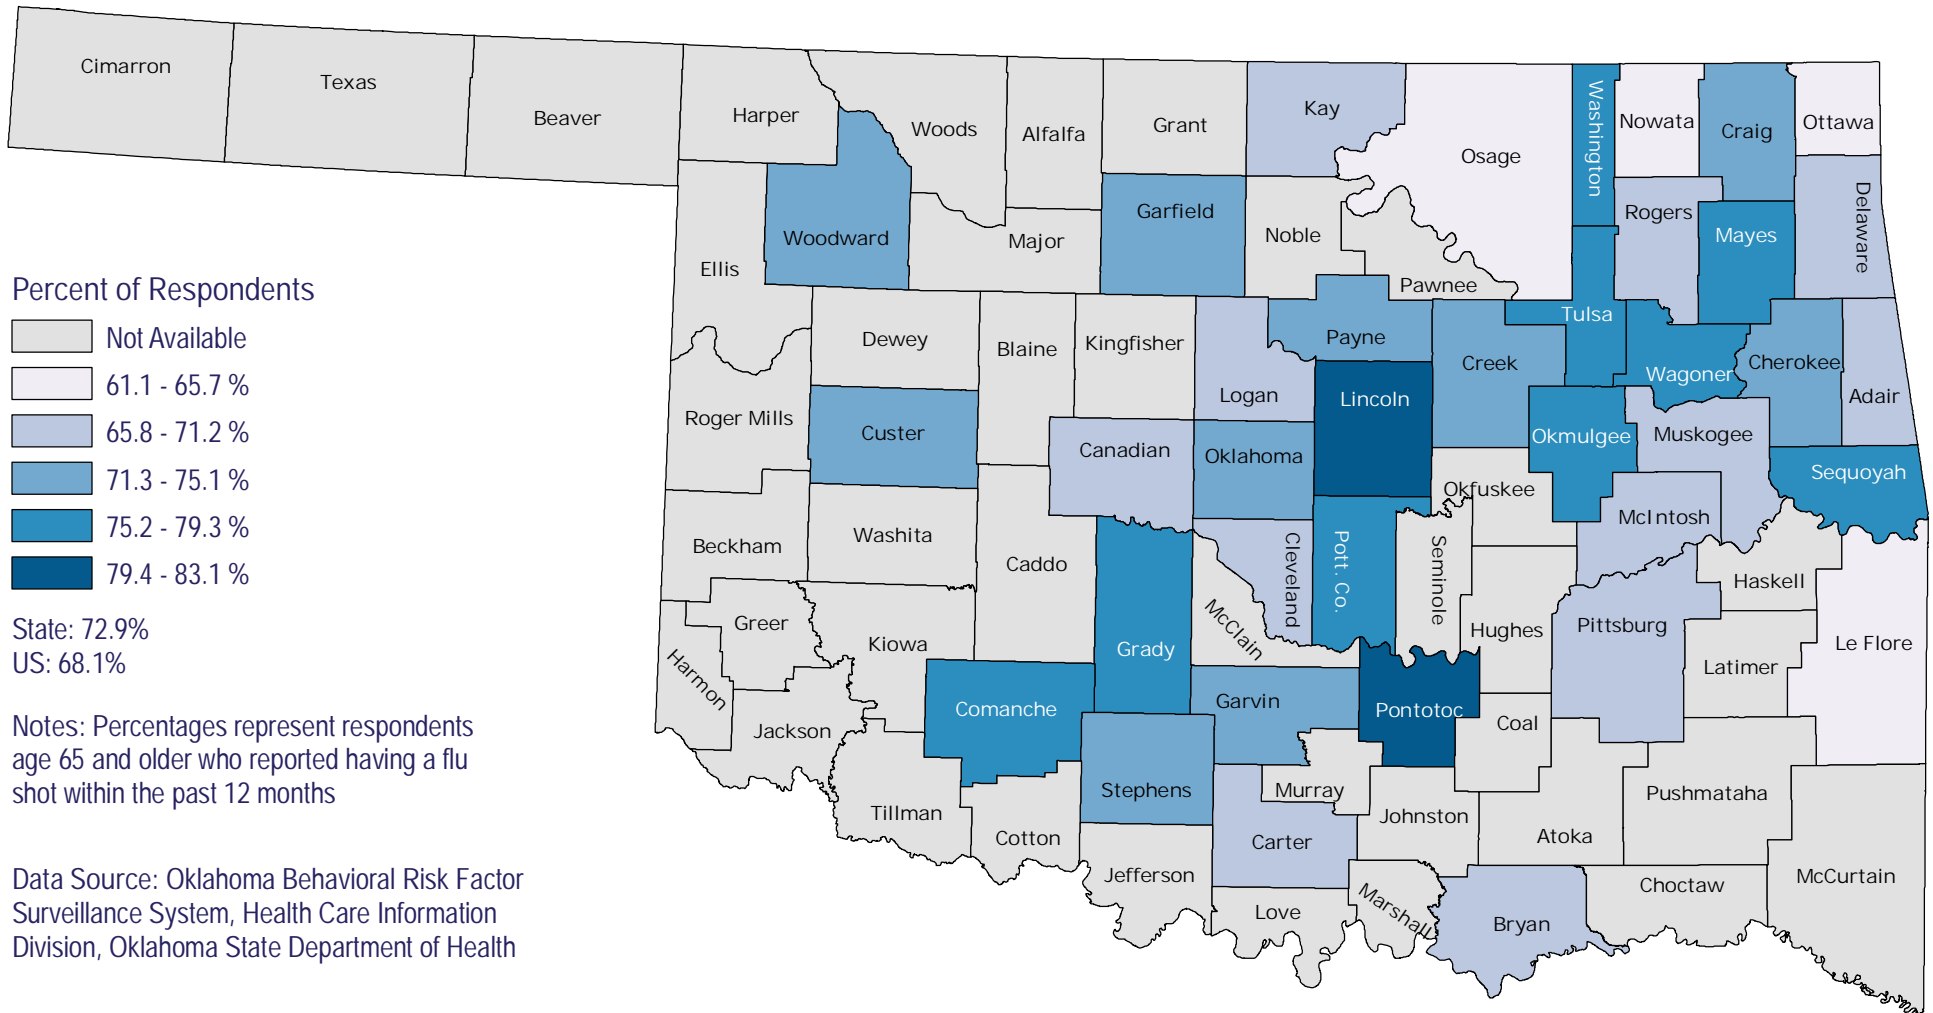 Cimarron
Texas
Beaver
Harper
Woods
Alfalfa
Grant
Kay
Osage
Washington
Nowata
Craig
Ottawa
Woodward
Ellis
Major
Garfield
Noble
Pawnee
Rogers
Mayes
Delaware
Percent of Respondents
Not Available
61.1 - 65.7 %
65.8 - 71.2 %
71.3 - 75.1 %
75.2 - 79.3 %
79.4 - 83.1 %
State: 72.9%
US: 68.1%
Notes: Percentages represent respondents
age 65 and older who reported having a flu
shot within the past 12 months
Data Source: Oklahoma Behavioral Risk Factor
Surveillance System, Health Care Information
Division, Oklahoma State Department of Health
Dewey
Blaine
Kingfisher
Logan
Payne
Creek
Tulsa
Wagoner
Cherokee
Adair
Roger Mills
Custer
Canadian
Oklahoma
Lincoln
Okmulgee
Muskogee
Sequoyah
Beckham
Washita
Caddo
Cleveland
Pott. Co.
Seminole
Okfuskee
McIntosh
Haskell
Harmon
Greer
Kiowa
Grady
McClain
Hughes
Pittsburg
Latimer
Le Flore
Jackson
Comanche
Garvin
Pontotoc
Coal
Tillman
Cotton
Stephens
Murray
Johnston
Atoka
Pushmataha
Jefferson
Carter
Love
Marshall
Bryan
Choctaw
McCurtain